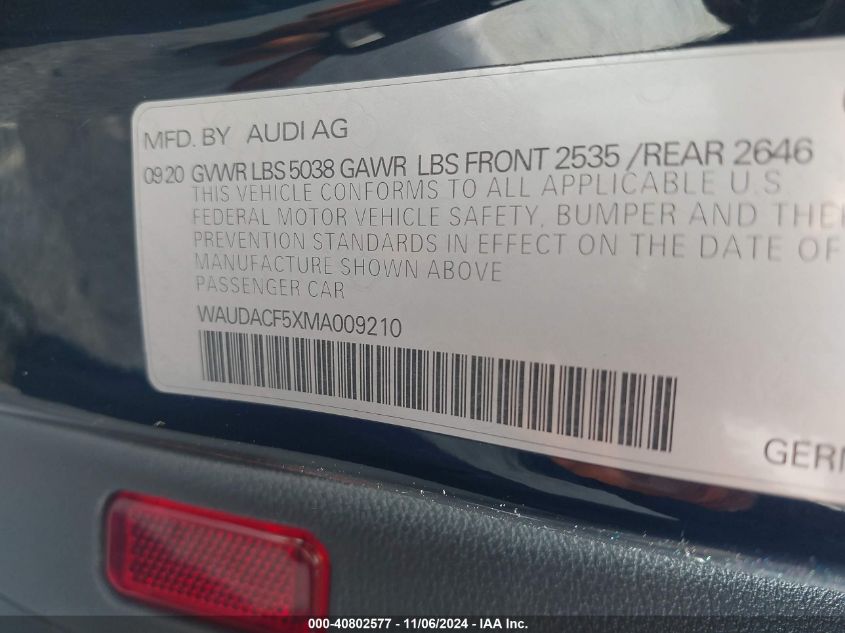 MFD. BY AUDI AG
09 20 GVWR LBS 5038 GAWR LBS FRONT 2535 /REAR 2646
THIS VEHICLE CONFORMS TO ALL APPLICABLE U.S
FEDERAL MOTOR VEHICLE SAFETY, BUMPER AND
PREVENTION STANDARDS IN EFFECT ON THE DATE OF
MANUFACTURE SHOWN ABOVE
PASSENGER CAR
WAUDACF5XMA009210
000-40802577 - 11/06/2024 - IAA Inc.